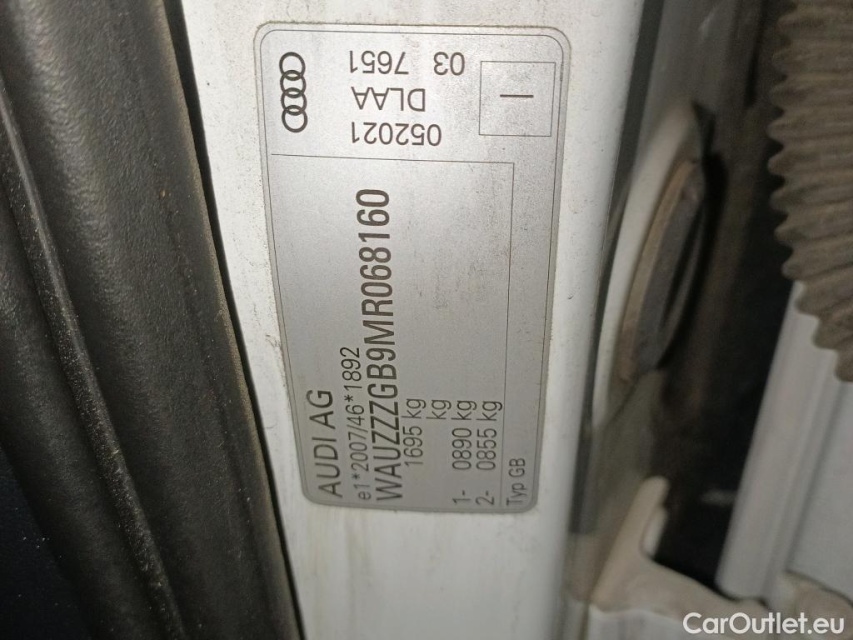 AUDI AG
e1*2007/46*1892
WAUZZZGB9MR068160
1695 kg
kg
1- 0890 kg
2- 0855 kg
Typ GB
052021
DLAA
03 7651
CarOutlet.eu